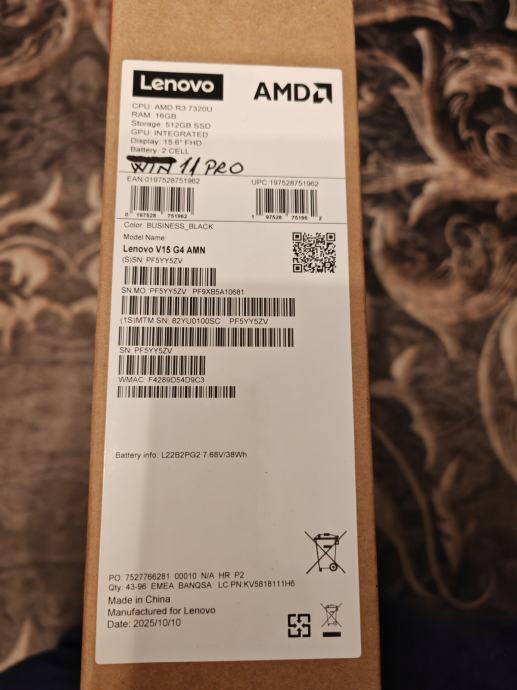 Lenovo AMD
CPU: AMD R3 7320U
RAM: 16GB
Storage: 512GB SSD
GPU: INTEGRATED
Display: 15.6" FHD
Battery: 2 CELL
WIN 11 PRO
EAN:0197528751962 UPC:197528751962
0 197528 751962 1 97528 75196 2
Color: BUSINESS_BLACK
Model Name:
Lenovo V15 G4 AMN
(S)SN: PF5YY5ZV
SN MO: PF5YY5ZV PF9XB5A10681
(1S)MTM SN: 82YU0100SC PF5YY5ZV
SN: PF5YY5ZV
WMAC: F4289D54D9C3
Battery info: L22B2PG2 7.68V/38Wh
PO: 7527766281 00010 N/A HR P2
Qty: 43-96 EMEA BANQSA LC PN:KV5818111H6
Made in China
Manufactured for Lenovo
Date: 2025/10/10